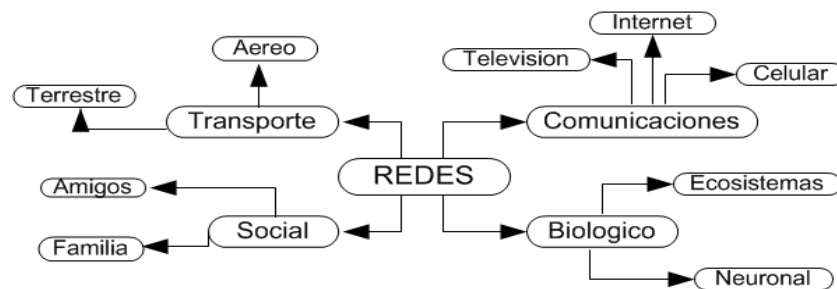 Internet
Aereo
Television
Celular
Terrestre
Transporte
Comunicaciones
REDES
Amigos
Ecosistemas
Social
Biologico
Familia
Neuronal